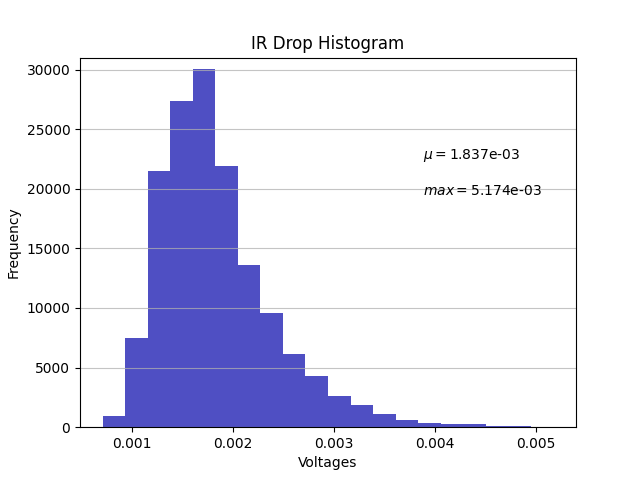 IR Drop Histogram
30000
25000
20000
15000
10000
5000
0
Frequency
μ = 1.837e-03
max = 5.174e-03
0.001 0.002 0.003 0.004 0.005
Voltages